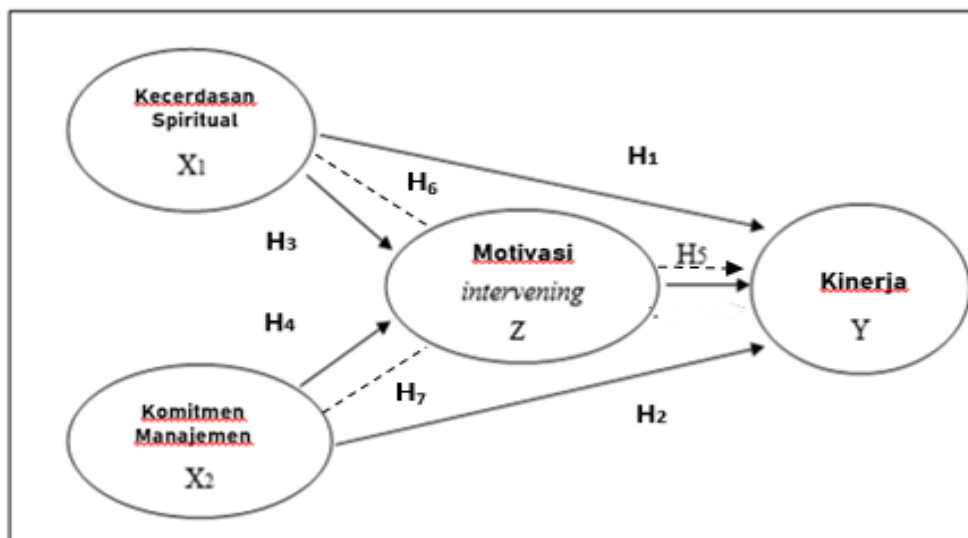 Kecerdasan
Spiritual
X1
H1
H6
H3
Motivasi
intervening
Z
H5
Kinerja
Y
H4
H7
H2
Komitmen
Manajemen
X2